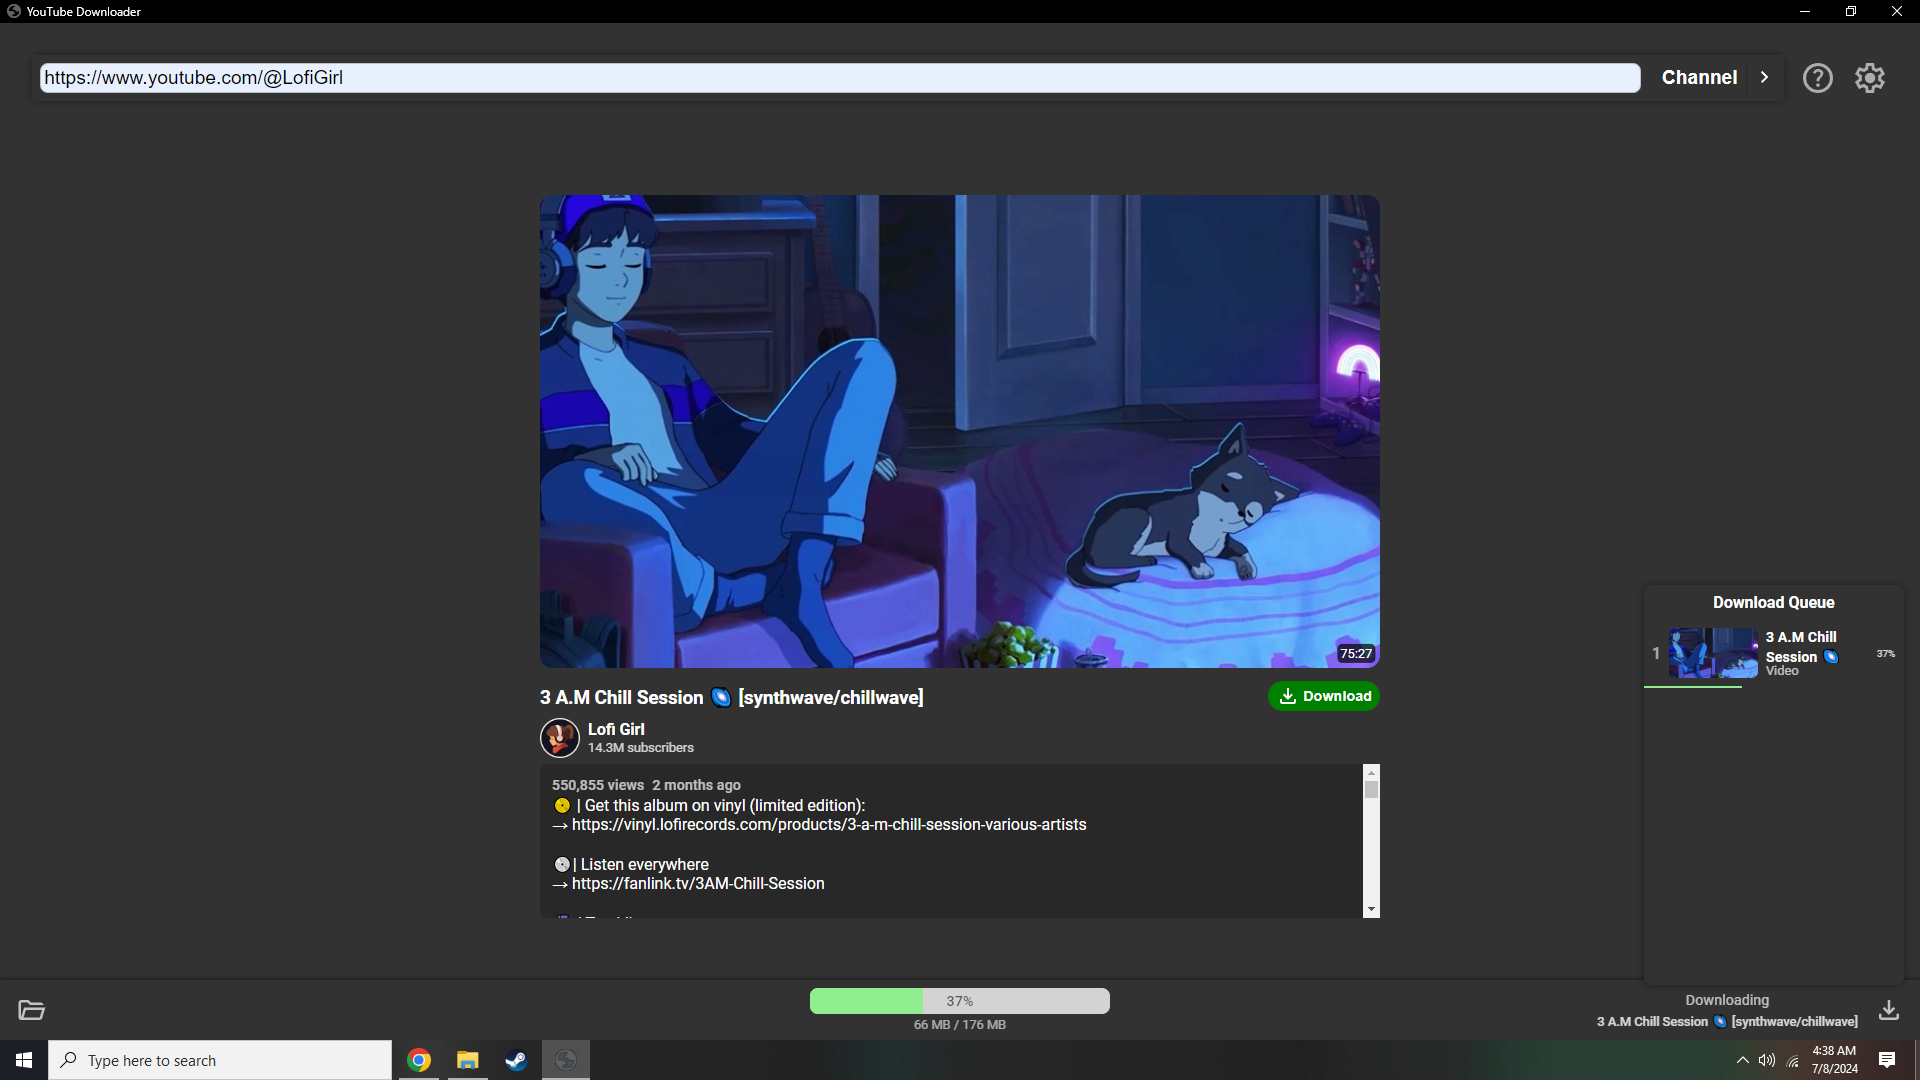 YouTube Downloader
https://www.youtube.com/@LofiGirl
Channel
75:27
3 A.M Chill Session 🌌 [synthwave/chillwave]
Download
Lofi Girl
14.3M subscribers
550,855 views 2 months ago
| Get this album on vinyl (limited edition):
→ https://vinyl.lofirecords.com/products/3-a-m-chill-session-various-artists
| Listen everywhere
→ https://fanlink.tv/3AM-Chill-Session
Download Queue
1
3 A.M Chill
Session 🌌
Video
37%
37%
66 MB / 176 MB
Downloading
3 A.M Chill Session 🌌 [synthwave/chillwave]
Type here to search
4:38 AM
7/8/2024